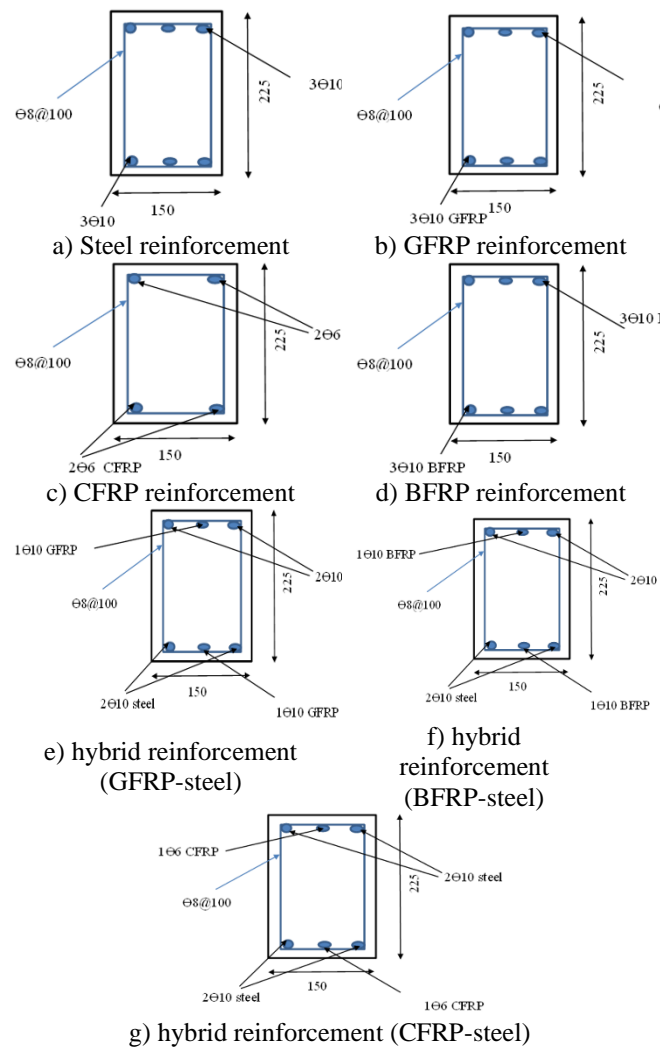 Θ8@100
3Θ10
225
150
3Θ10
a) Steel reinforcement
Θ8@100
225
150
3Θ10 GFRP
b) GFRP reinforcement
Θ8@100
2Θ6
225
150
2Θ6 CFRP
c) CFRP reinforcement
Θ8@100
3Θ10
225
150
3Θ10 BFRP
d) BFRP reinforcement
1Θ10 GFRP
Θ8@100
2Θ10
225
2Θ10 steel
150
1Θ10 GFRP
e) hybrid reinforcement
(GFRP-steel)
1Θ10 BFRP
Θ8@100
2Θ10
225
2Θ10 steel
150
1Θ10 BFRP
f) hybrid
reinforcement
(BFRP-steel)
1Θ6 CFRP
2Θ10 steel
Θ8@100
225
2Θ10 steel
150
1Θ6 CFRP
g) hybrid reinforcement (CFRP-steel)